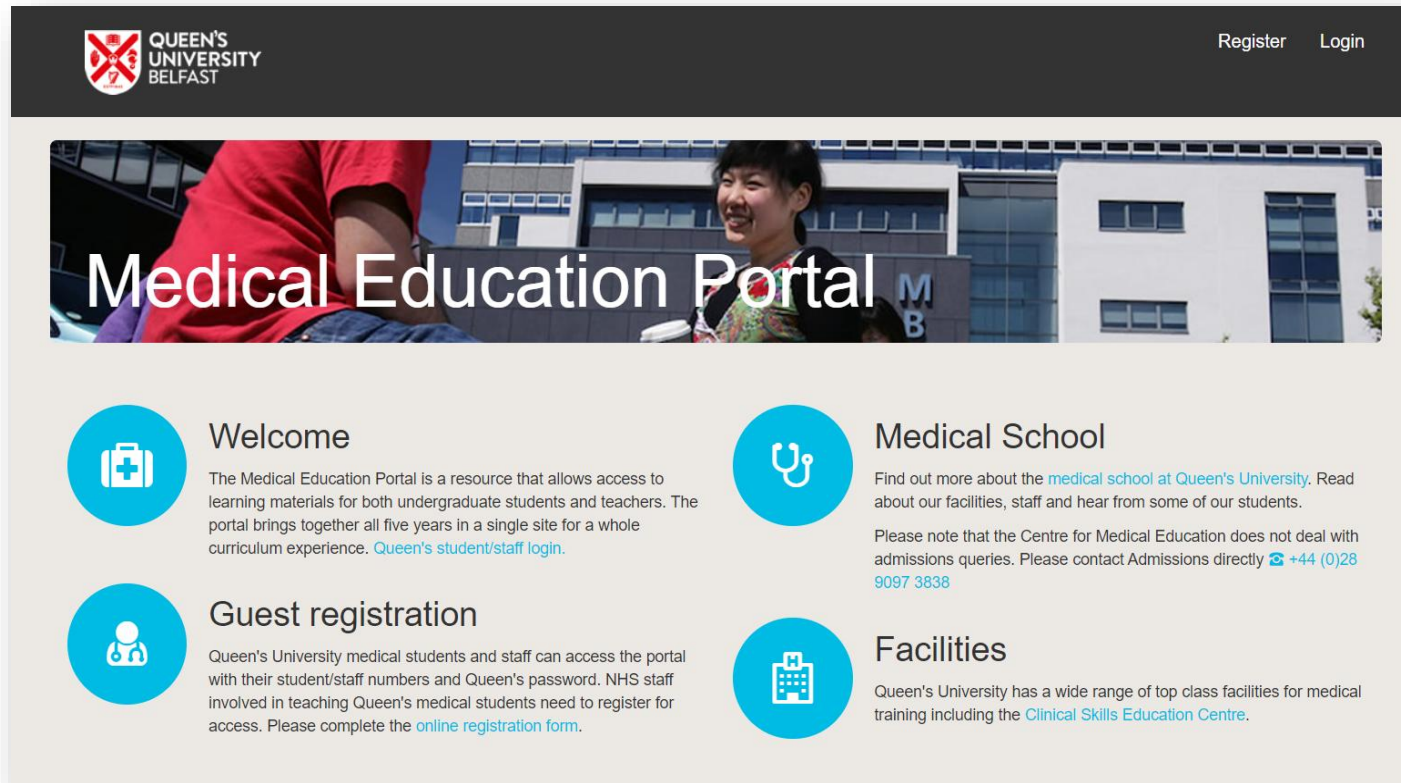 QUEEN'S
UNIVERSITY
BELFAST
Register
Login
Medical Education Portal
M
B
Welcome
The Medical Education Portal is a resource that allows access to
learning materials for both undergraduate students and teachers. The
portal brings together all five years in a single site for a whole
curriculum experience. Queen's student/staff login.
Guest registration
Queen's University medical students and staff can access the portal
with their student/staff numbers and Queen's password. NHS staff
involved in teaching Queen's medical students need to register for
access. Please complete the online registration form.
Medical School
Find out more about the medical school at Queen's University. Read
about our facilities, staff and hear from some of our students.
Please note that the Centre for Medical Education does not deal with
admissions queries. Please contact Admissions directly ☎ +44 (0)28
9097 3838
H
Facilities
Queen's University has a wide range of top class facilities for medical
training including the Clinical Skills Education Centre.